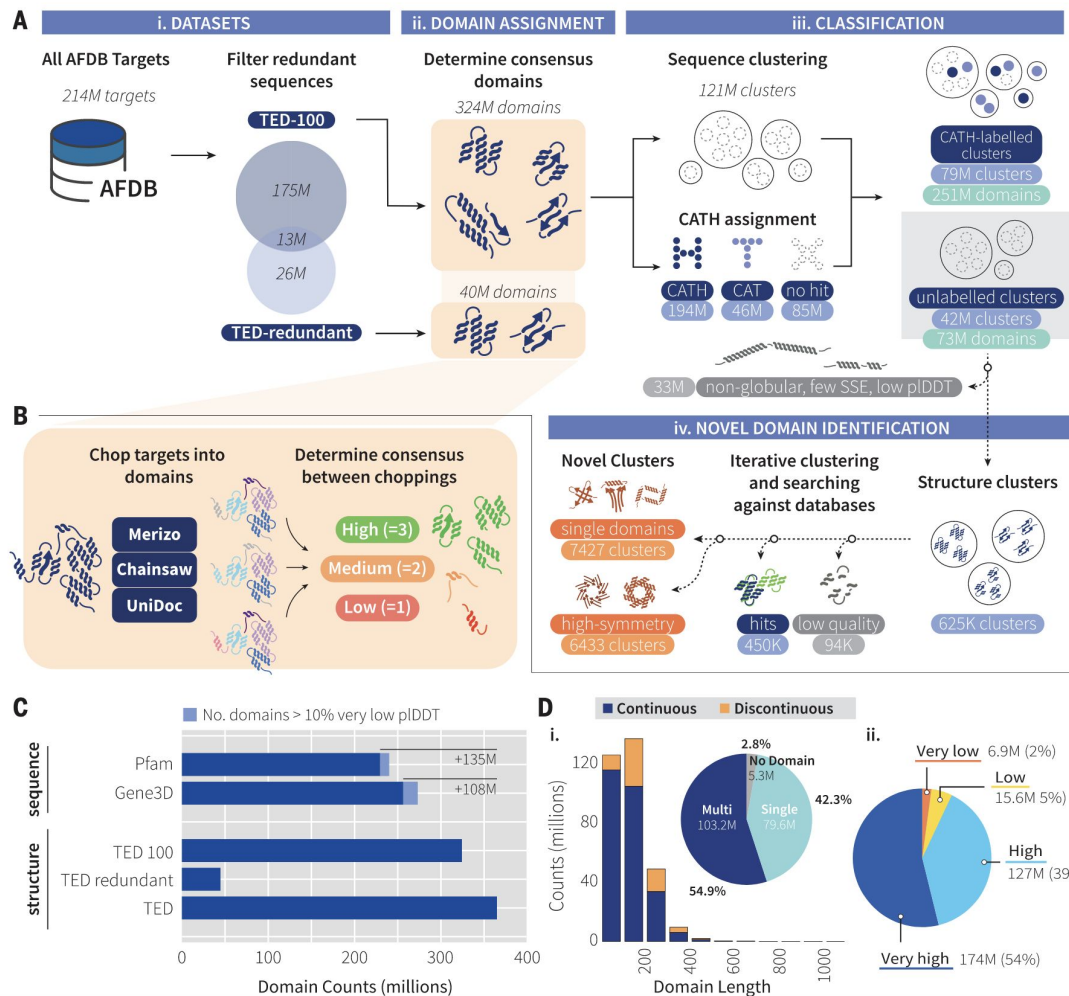 A
i. DATASETS
ii. DOMAIN ASSIGNMENT
iii. CLASSIFICATION
All AFDB Targets
214M targets
AFDB
Filter redundant
sequences
TED-100
175M
13M
26M
TED-redundant
Determine consensus
domains
324M domains
40M domains
Sequence clustering
121M clusters
CATH assignment
CATH
CAT
no hit
194M
46M
85M
CATH-labelled
clusters
79M clusters
251M domains
unlabelled clusters
42M clusters
73M domains
33M
non-globular, few SSE, low plDDT
B
Chop targets into
domains
Merizo
Chainsaw
UniDoc
Determine consensus
between choppings
High (=3)
Medium (=2)
Low (=1)
iv. NOVEL DOMAIN IDENTIFICATION
Novel Clusters
single domains
7427 clusters
high-symmetry
6433 clusters
Iterative clustering
and searching
against databases
hits
450K
low quality
94K
Structure clusters
625K clusters
C
No. domains > 10% very low plDDT
sequence
Pfam
+135M
Gene3D
+108M
structure
TED 100
TED redundant
TED
0
100
200
300
400
Domain Counts (millions)
D
Continuous
Discontinuous
i.
Counts (millions)
120
80
40
0
200
400
600
800
1000
Domain Length
2.8%
No Domain
5.3M
Multi
103.2M
Single
79.6M
42.3%
54.9%
ii.
Very low
6.9M (2%)
Low
15.6M 5%)
High
127M (39
Very high
174M (54%)